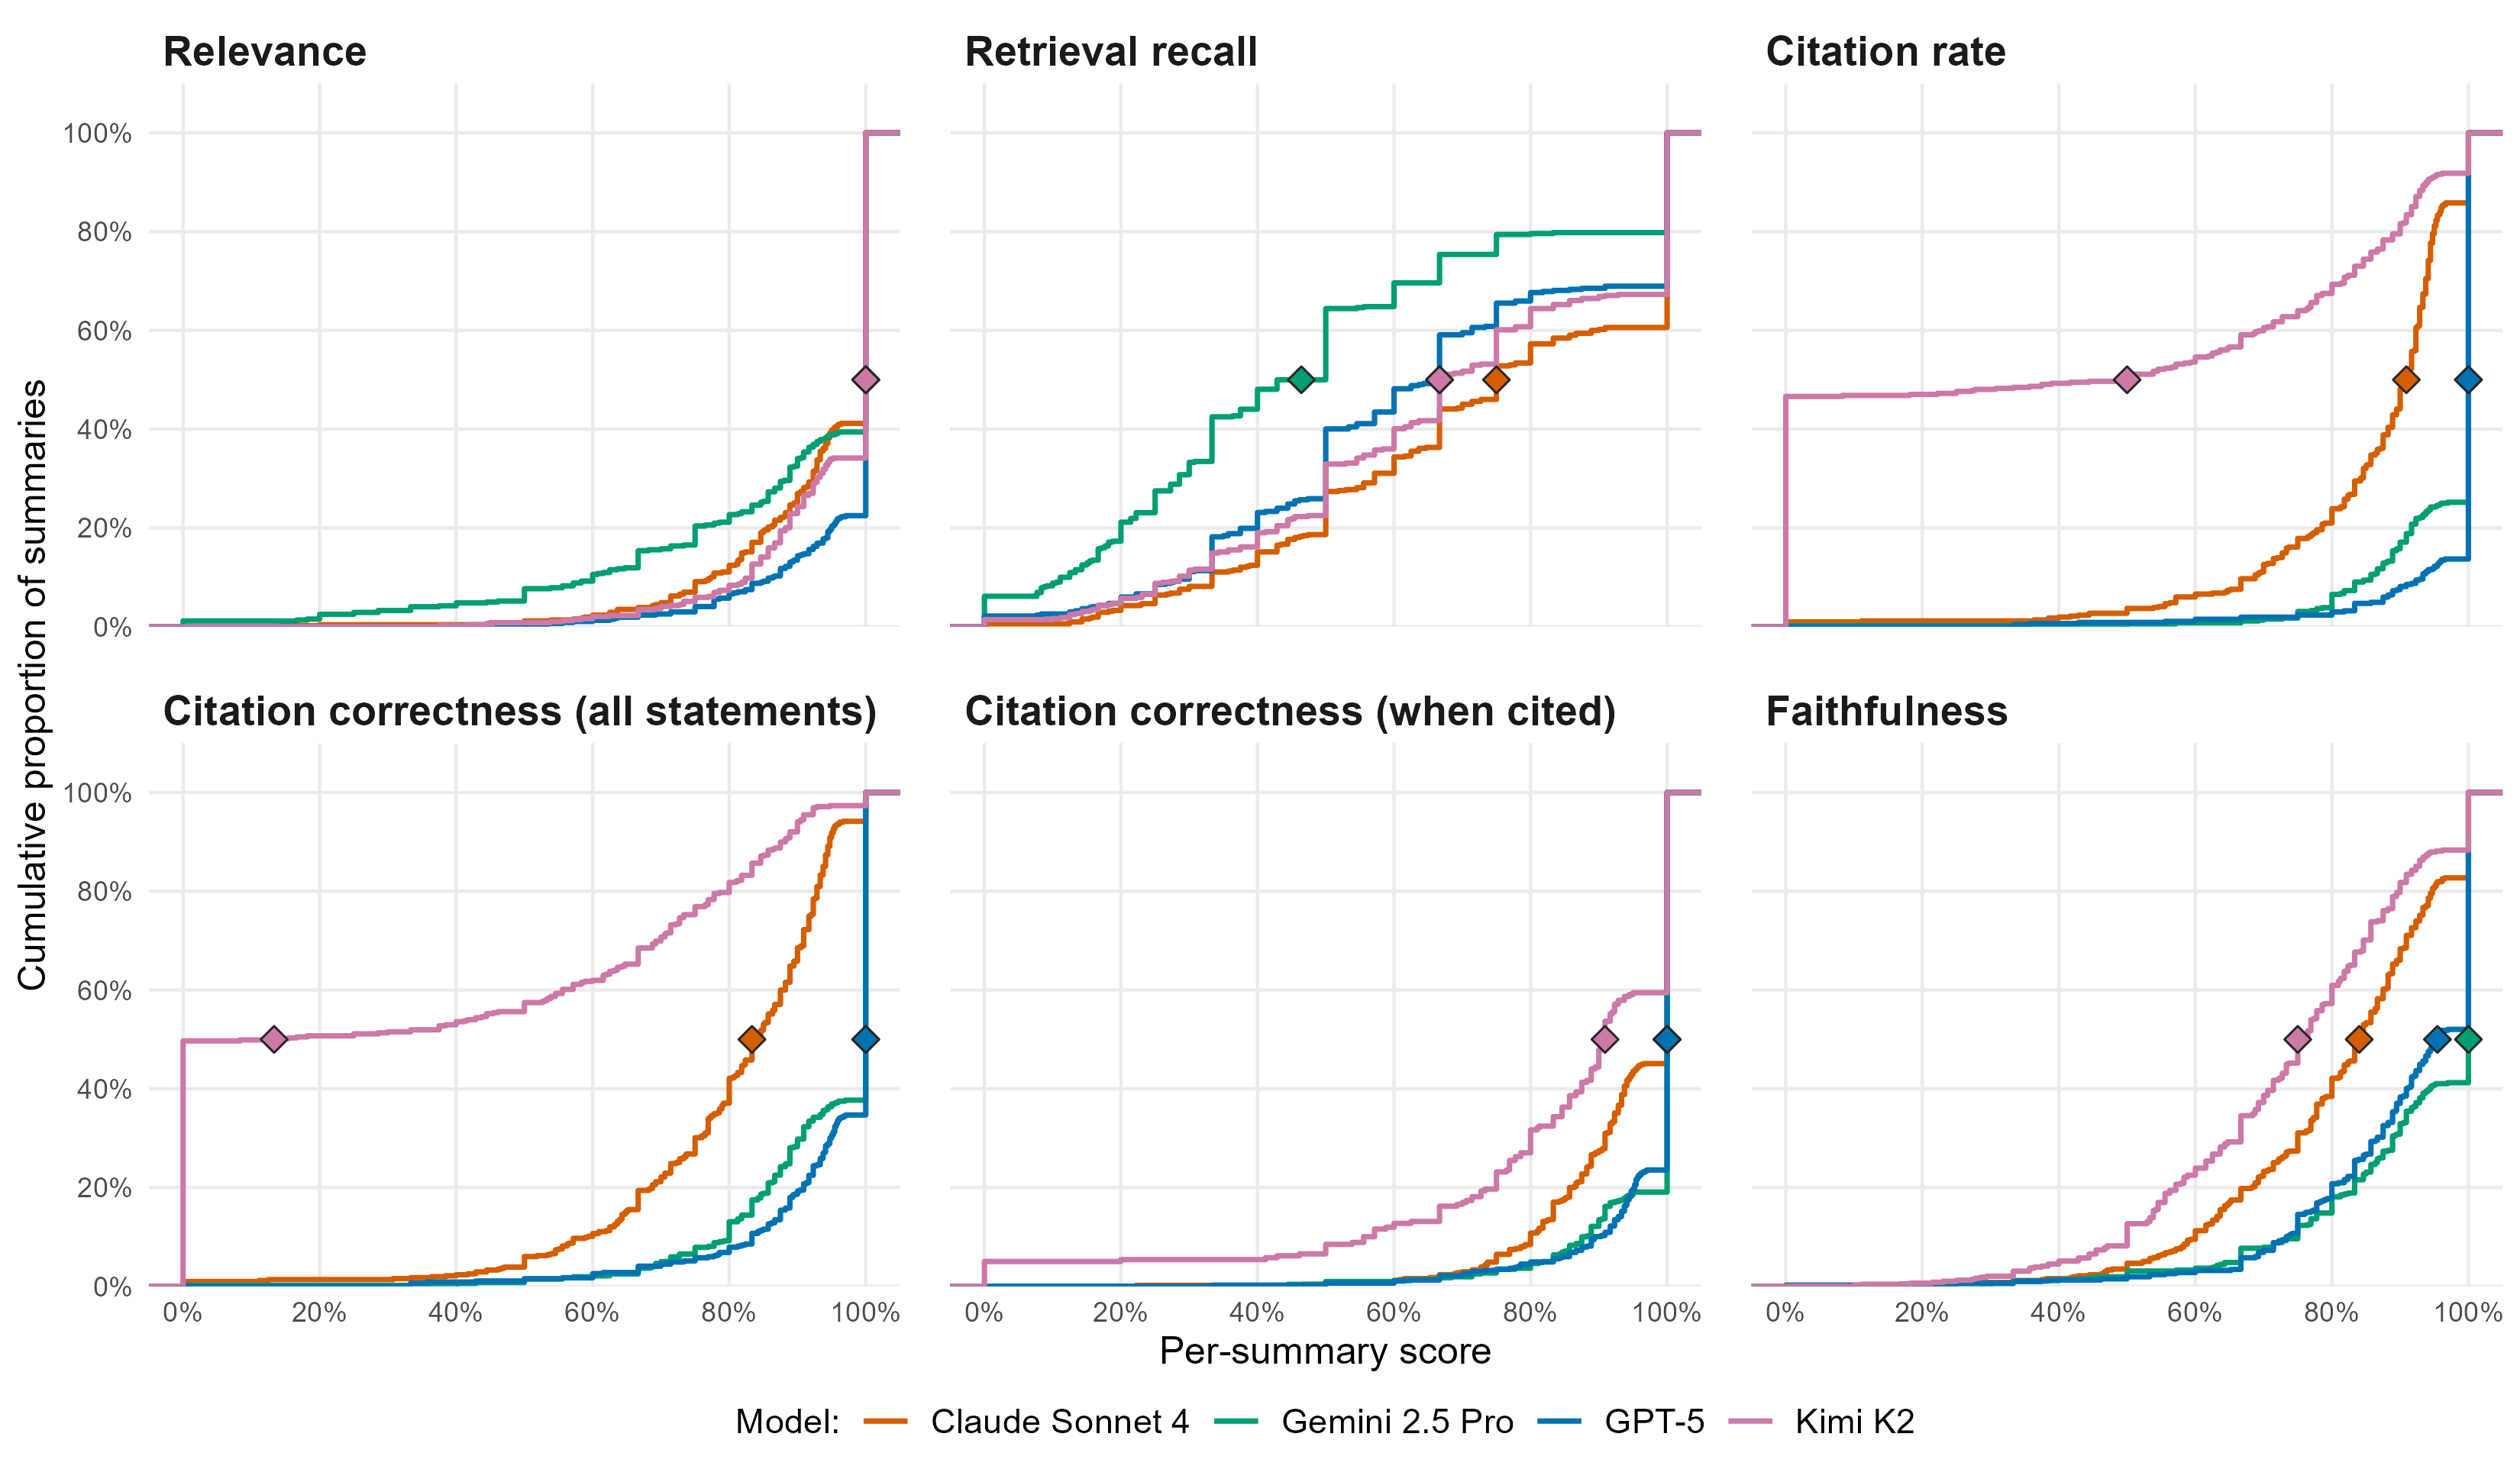 Relevance
Retrieval recall
Citation rate
100%
80%
60%
40%
20%
0%
Cumulative proportion of summaries
Citation correctness (all statements)
Citation correctness (when cited)
Faithfulness
100%
80%
60%
40%
20%
0%
0% 20% 40% 60% 80% 100%
0% 20% 40% 60% 80% 100%
0% 20% 40% 60% 80% 100%
Per-summary score
Model: Claude Sonnet 4 Gemini 2.5 Pro GPT-5 Kimi K2